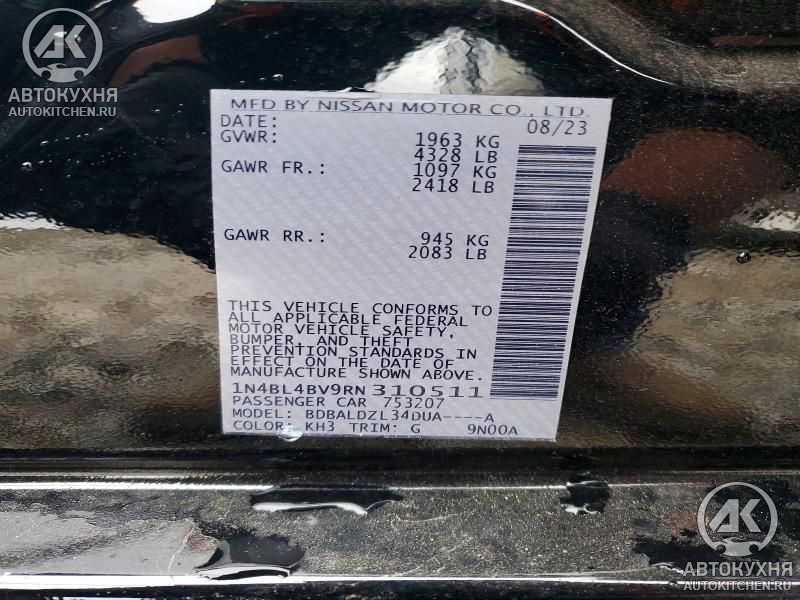 АК
АВТОКУХНЯ
AUTOKITCHEN.RU
MFD BY NISSAN MOTOR CO., LTD.
DATE: 08/23
GVWR: 1963 KG
4328 LB
GAWR FR.: 1097 KG
2418 LB
GAWR RR.: 945 KG
2083 LB
THIS VEHICLE CONFORMS TO
ALL APPLICABLE FEDERAL
MOTOR VEHICLE SAFETY,
BUMPER, AND THEFT
PREVENTION STANDARDS IN
EFFECT ON THE DATE OF
MANUFACTURE SHOWN ABOVE.
1N4BL4BV9RN310511
PASSENGER CAR 753207
MODEL: BDBALDZL34DUA----A
COLOR: KH3 TRIM: G 9N00A
АК
АВТОКУХНЯ
AUTOKITCHEN.RU